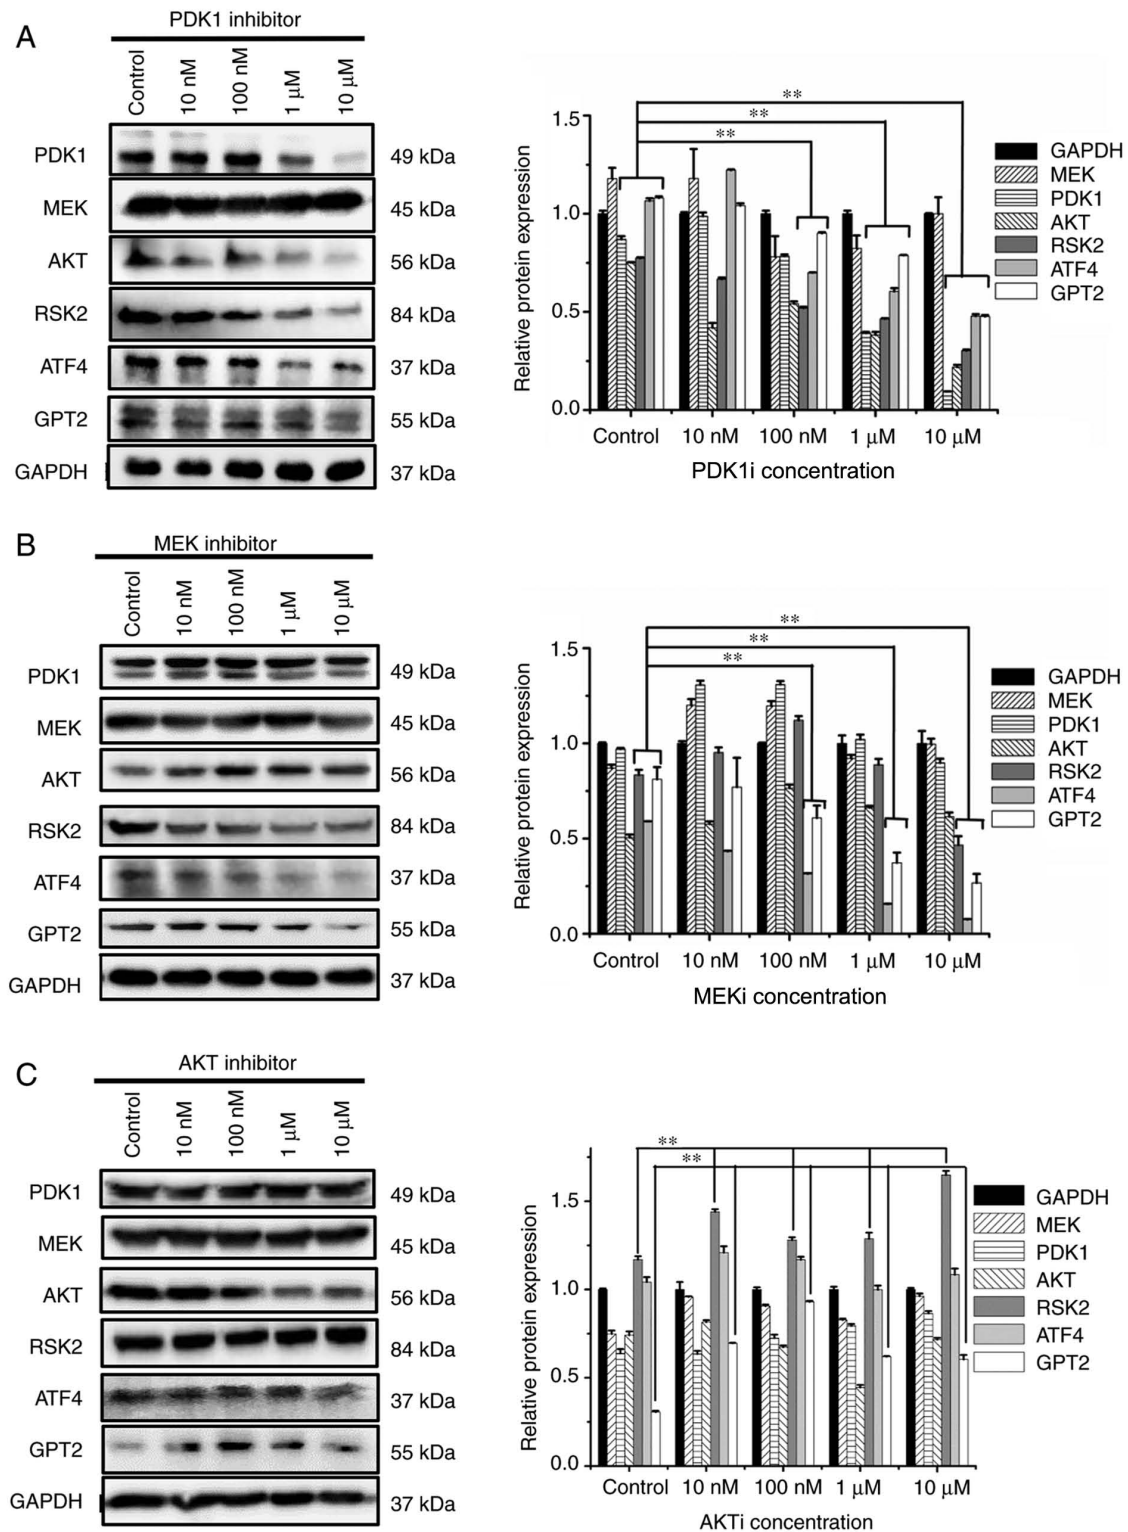 A
PDK1 inhibitor
Control
10 nM
100 nM
1 μM
10 μM
PDK1
49 kDa
MEK
45 kDa
AKT
56 kDa
RSK2
84 kDa
ATF4
37 kDa
GPT2
55 kDa
GAPDH
37 kDa
Relative protein expression
1.5
1.0
0.5
0.0
**
**
**
Control
10 nM
100 nM
1 μM
10 μM
PDK1i concentration
GAPDH
MEK
PDK1
AKT
RSK2
ATF4
GPT2
B
MEK inhibitor
Control
10 nM
100 nM
1 μM
10 μM
PDK1
49 kDa
MEK
45 kDa
AKT
56 kDa
RSK2
84 kDa
ATF4
37 kDa
GPT2
55 kDa
GAPDH
37 kDa
Relative protein expression
1.5
1.0
0.5
0.0
**
**
**
Control
10 nM
100 nM
1 μM
10 μM
MEKi concentration
GAPDH
MEK
PDK1
AKT
RSK2
ATF4
GPT2
C
AKT inhibitor
Control
10 nM
100 nM
1 μM
10 μM
PDK1
49 kDa
MEK
45 kDa
AKT
56 kDa
RSK2
84 kDa
ATF4
37 kDa
GPT2
55 kDa
GAPDH
37 kDa
Relative protein expression
1.5
1.0
0.5
0.0
**
**
Control
10 nM
100 nM
1 μM
10 μM
AKTi concentration
GAPDH
MEK
PDK1
AKT
RSK2
ATF4
GPT2